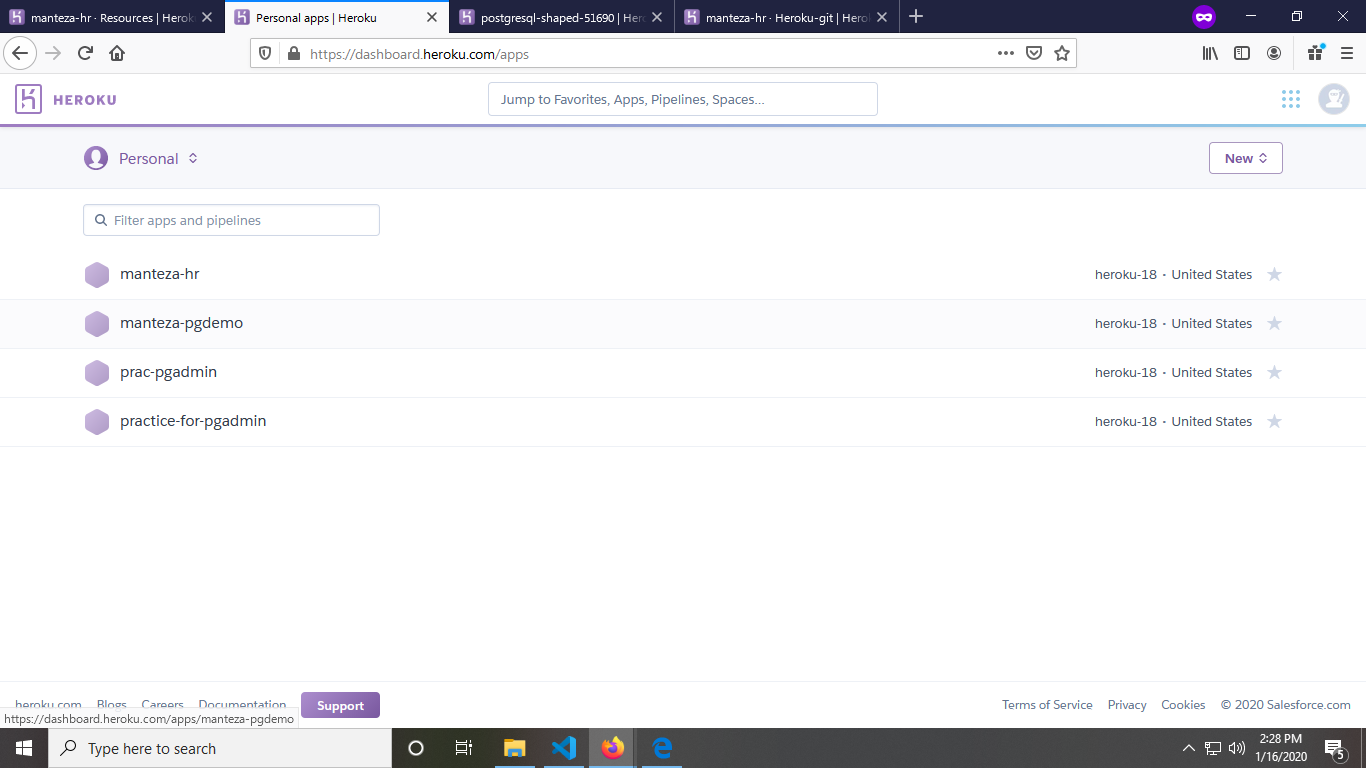 manteza-hr · Resources | Herok
Personal apps | Heroku
postgresql-shaped-51690 | Her
manteza-hr · Heroku-git | Herol
https://dashboard.heroku.com/apps
HEROKU
Jump to Favorites, Apps, Pipelines, Spaces...
Personal
New
Filter apps and pipelines
manteza-hr heroku-18 · United States
manteza-pgdemo heroku-18 · United States
prac-pgadmin heroku-18 · United States
practice-for-pgadmin heroku-18 · United States
heroku.com Blogs Careers Documentation Support Terms of Service Privacy Cookies © 2020 Salesforce.com
https://dashboard.heroku.com/apps/manteza-pgdemo
Type here to search
2:28 PM
1/16/2020
5